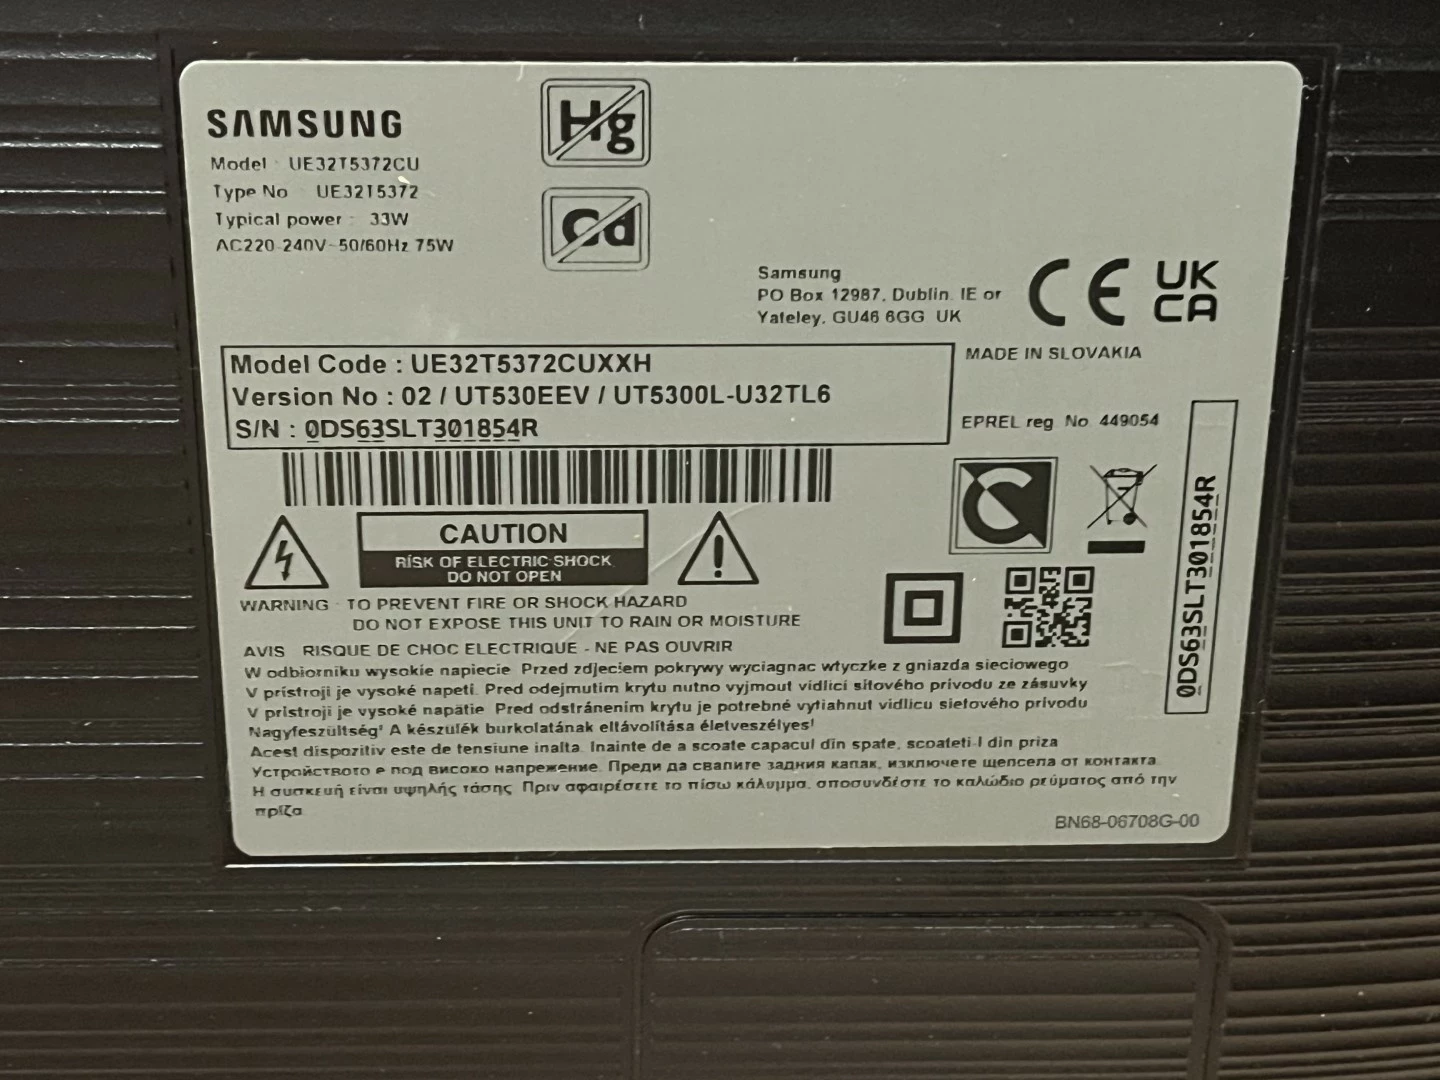 SAMSUNG
Model : UE32T5372CU
Type No : UE32T5372
Typical power : 33W
AC220-240V~50/60Hz 75W
Hg
Cd
Samsung
PO Box 12987, Dublin. IE or
Yateley, GU46 6GG UK
CE
UK
CA
Model Code : UE32T5372CUXXH
Version No : 02 / UT530EEV / UT5300L-U32TL6
S/N : 0DS63SLT301854R
MADE IN SLOVAKIA
EPREL reg. No. 449054
0DS63SLT301854R
CAUTION
RISK OF ELECTRIC SHOCK
DO NOT OPEN
WARNING : TO PREVENT FIRE OR SHOCK HAZARD
DO NOT EXPOSE THIS UNIT TO RAIN OR MOISTURE
AVIS : RISQUE DE CHOC ELECTRIQUE - NE PAS OUVRIR
W odbiorniku wysokie napiecie. Przed zdjeciem pokrywy wyciagnac wtyczke z gniazda sieciowego
V prístroji je vysoké napetí. Pred odejmutim krytu nutno vyjmout vidlici síťového prívodu ze zásuvky
V pristroji je vysoké napätie. Pred odstránením krytu je potrebné vytiahnut vidlicu sietového prívodu
Nagyfeszültség! A készülék burkolatának eltávolítása életveszélyes!
Acest dispozitiv este de tensiune inalta. Inainte de a scoate capacul din spate, scoateti-l din priza
Устройството е под високо напрежение. Преди да свалите задния капак, изключете щепсела от контакта.
Η συσκευή είναι υψηλής τάσης. Πριν αφαιρέσετε το πίσω κάλυμμα, αποσυνδέστε το καλώδιο ρεύματος από την
πρίζα.
BN68-06708G-00